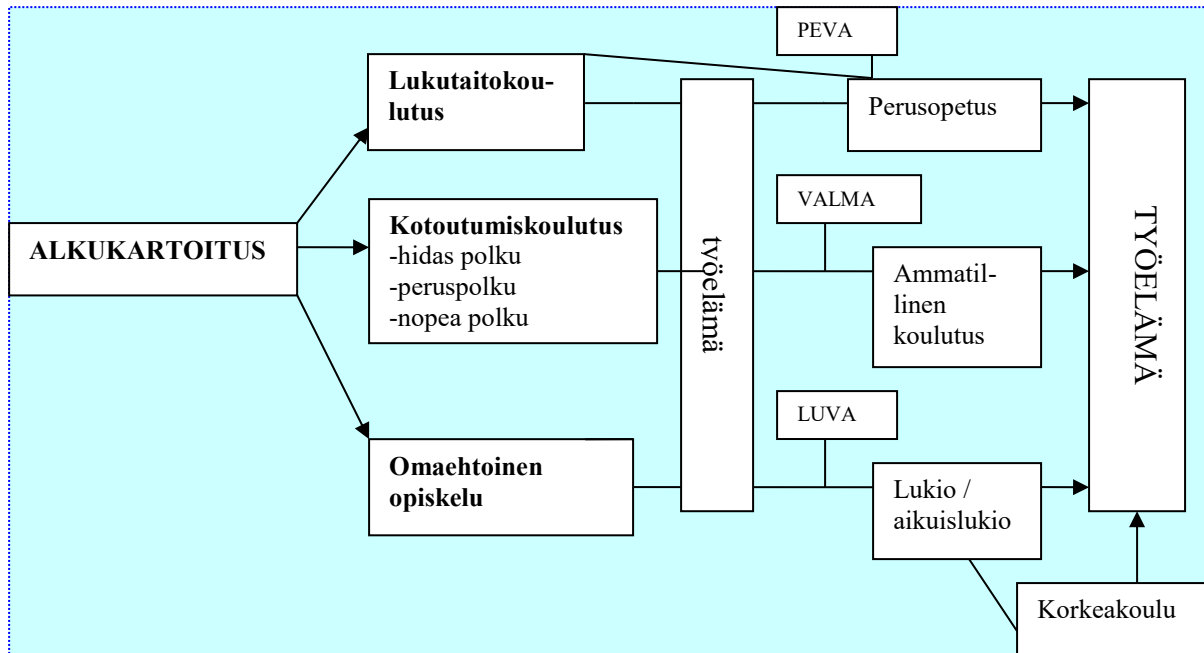 PEVA
Lukutaitokou-
lutus
Perusopetus
VALMA
ALKUKARTOITUS
Kotoutumiskoulutus
-hidas polku
-peruspolku
-nopea polku
työelämä
Ammatil-
linen
koulutus
TYÖELÄMÄ
LUVA
Omaehtoinen
opiskelu
Lukio /
aikuislukio
Korkeakoulu